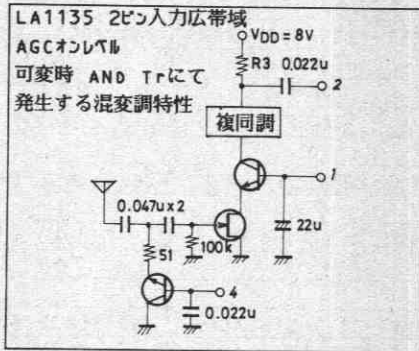 LA1135 2ピン入力広帯域
AGCオンレベル
可変時 AND Trにて
発生する混変調特性
VDD=8V
R3 0.022u
2
複同調
1
0.047u×2
22u
100k
51
4
0.022u